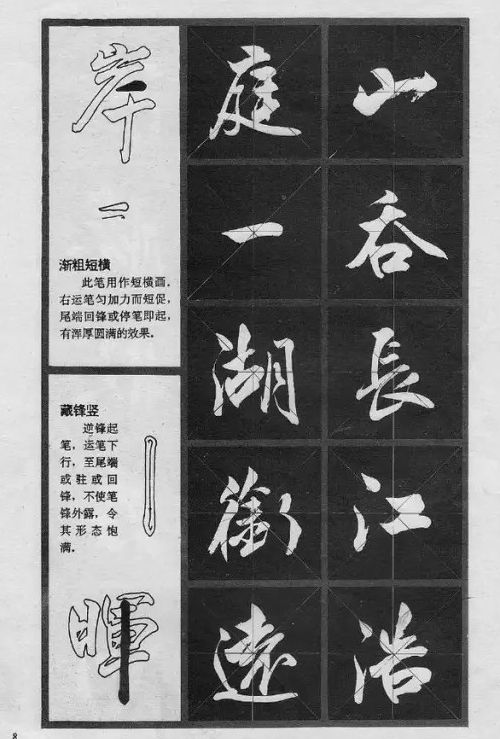 岸
渐粗短横
此笔用作短横画。
右运笔匀加力而短促，
尾端回锋或停笔即起，
有浑厚圆满的效果。
藏锋竖
逆锋起
笔，运笔下
行，至尾端
或驻或回
锋，不使笔
锋外露，令
其形态饱
满。
暉
庭一湖銜遠
山吞長江浩
8